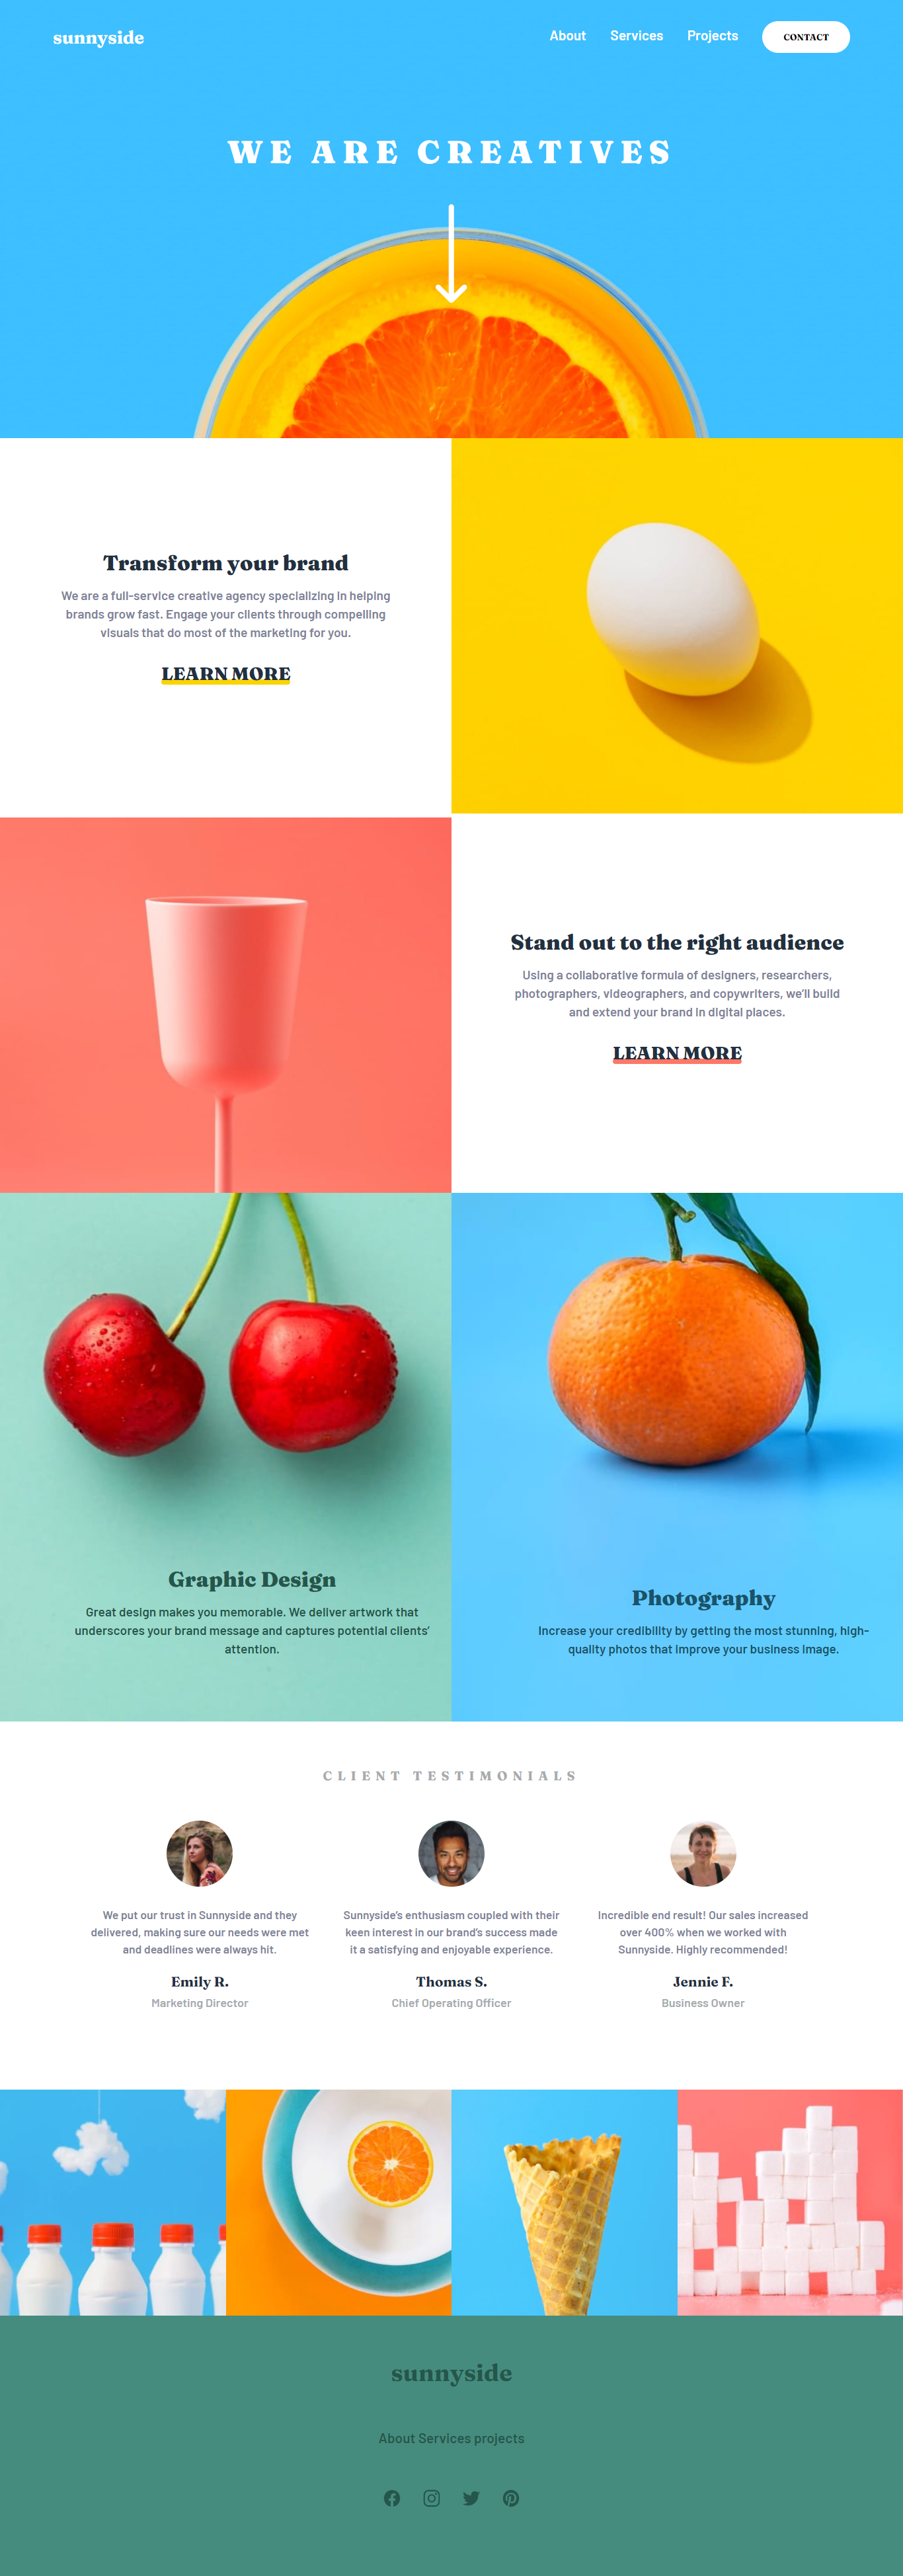 sunnyside
About Services Projects CONTACT
WE ARE CREATIVES
Transform your brand
We are a full-service creative agency specializing in helping
brands grow fast. Engage your clients through compelling
visuals that do most of the marketing for you.
LEARN MORE
Stand out to the right audience
Using a collaborative formula of designers, researchers,
photographers, videographers, and copywriters, we'll build
and extend your brand in digital places.
LEARN MORE
Graphic Design
Great design makes you memorable. We deliver artwork that
underscores your brand message and captures potential clients'
attention.
Photography
Increase your credibility by getting the most stunning, high-
quality photos that improve your business image.
CLIENT TESTIMONIALS
We put our trust in Sunnyside and they
delivered, making sure our needs were met
and deadlines were always hit.
Emily R.
Marketing Director
Sunnyside's enthusiasm coupled with their
keen interest in our brand's success made
it a satisfying and enjoyable experience.
Thomas S.
Chief Operating Officer
Incredible end result! Our sales increased
over 400% when we worked with
Sunnyside. Highly recommended!
Jennie F.
Business Owner
sunnyside
About Services projects